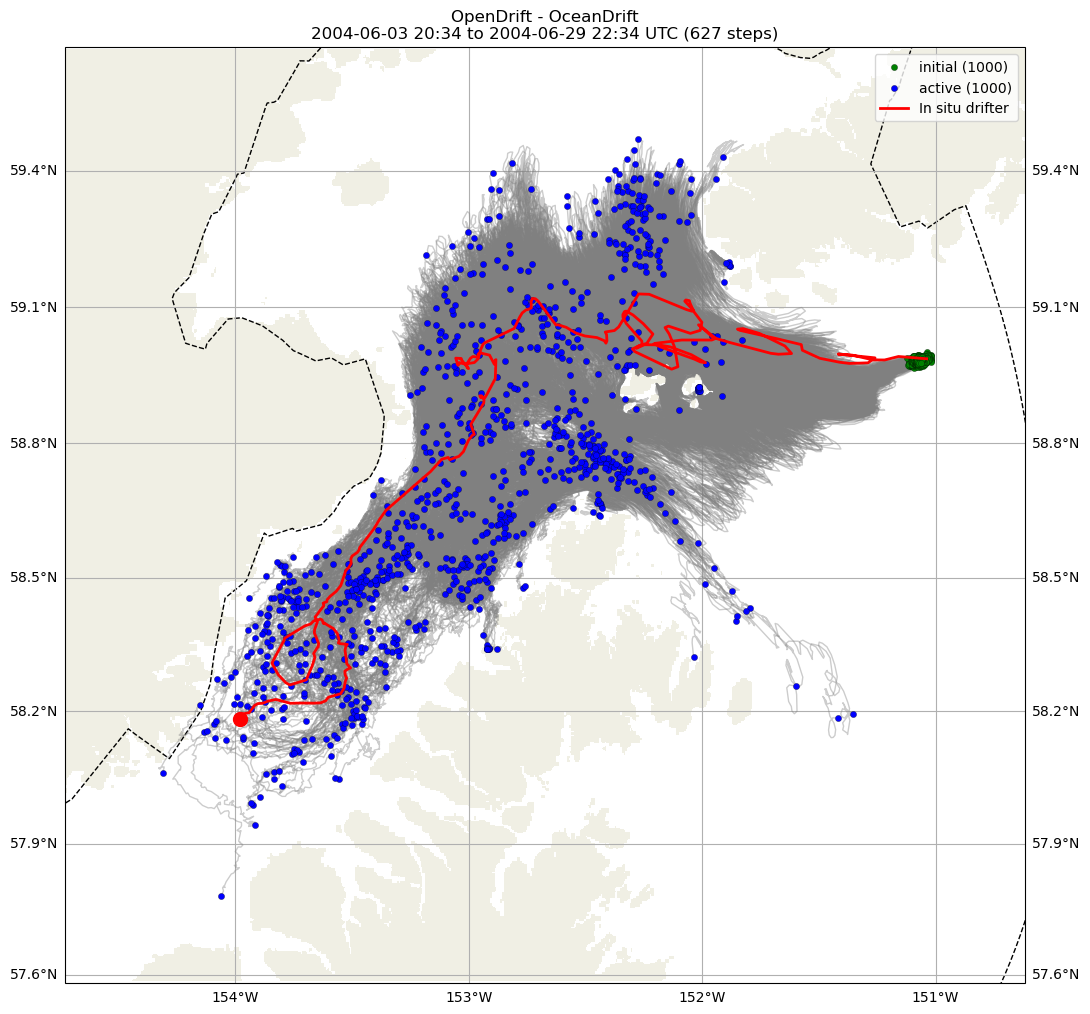 OpenDrift - OceanDrift
2004-06-03 20:34 to 2004-06-29 22:34 UTC (627 steps)
initial (1000)
active (1000)
In situ drifter
59.4°N
59.4°N
59.1°N
59.1°N
58.8°N
58.8°N
58.5°N
58.5°N
58.2°N
58.2°N
57.9°N
57.9°N
57.6°N
57.6°N
154°W
153°W
152°W
151°W